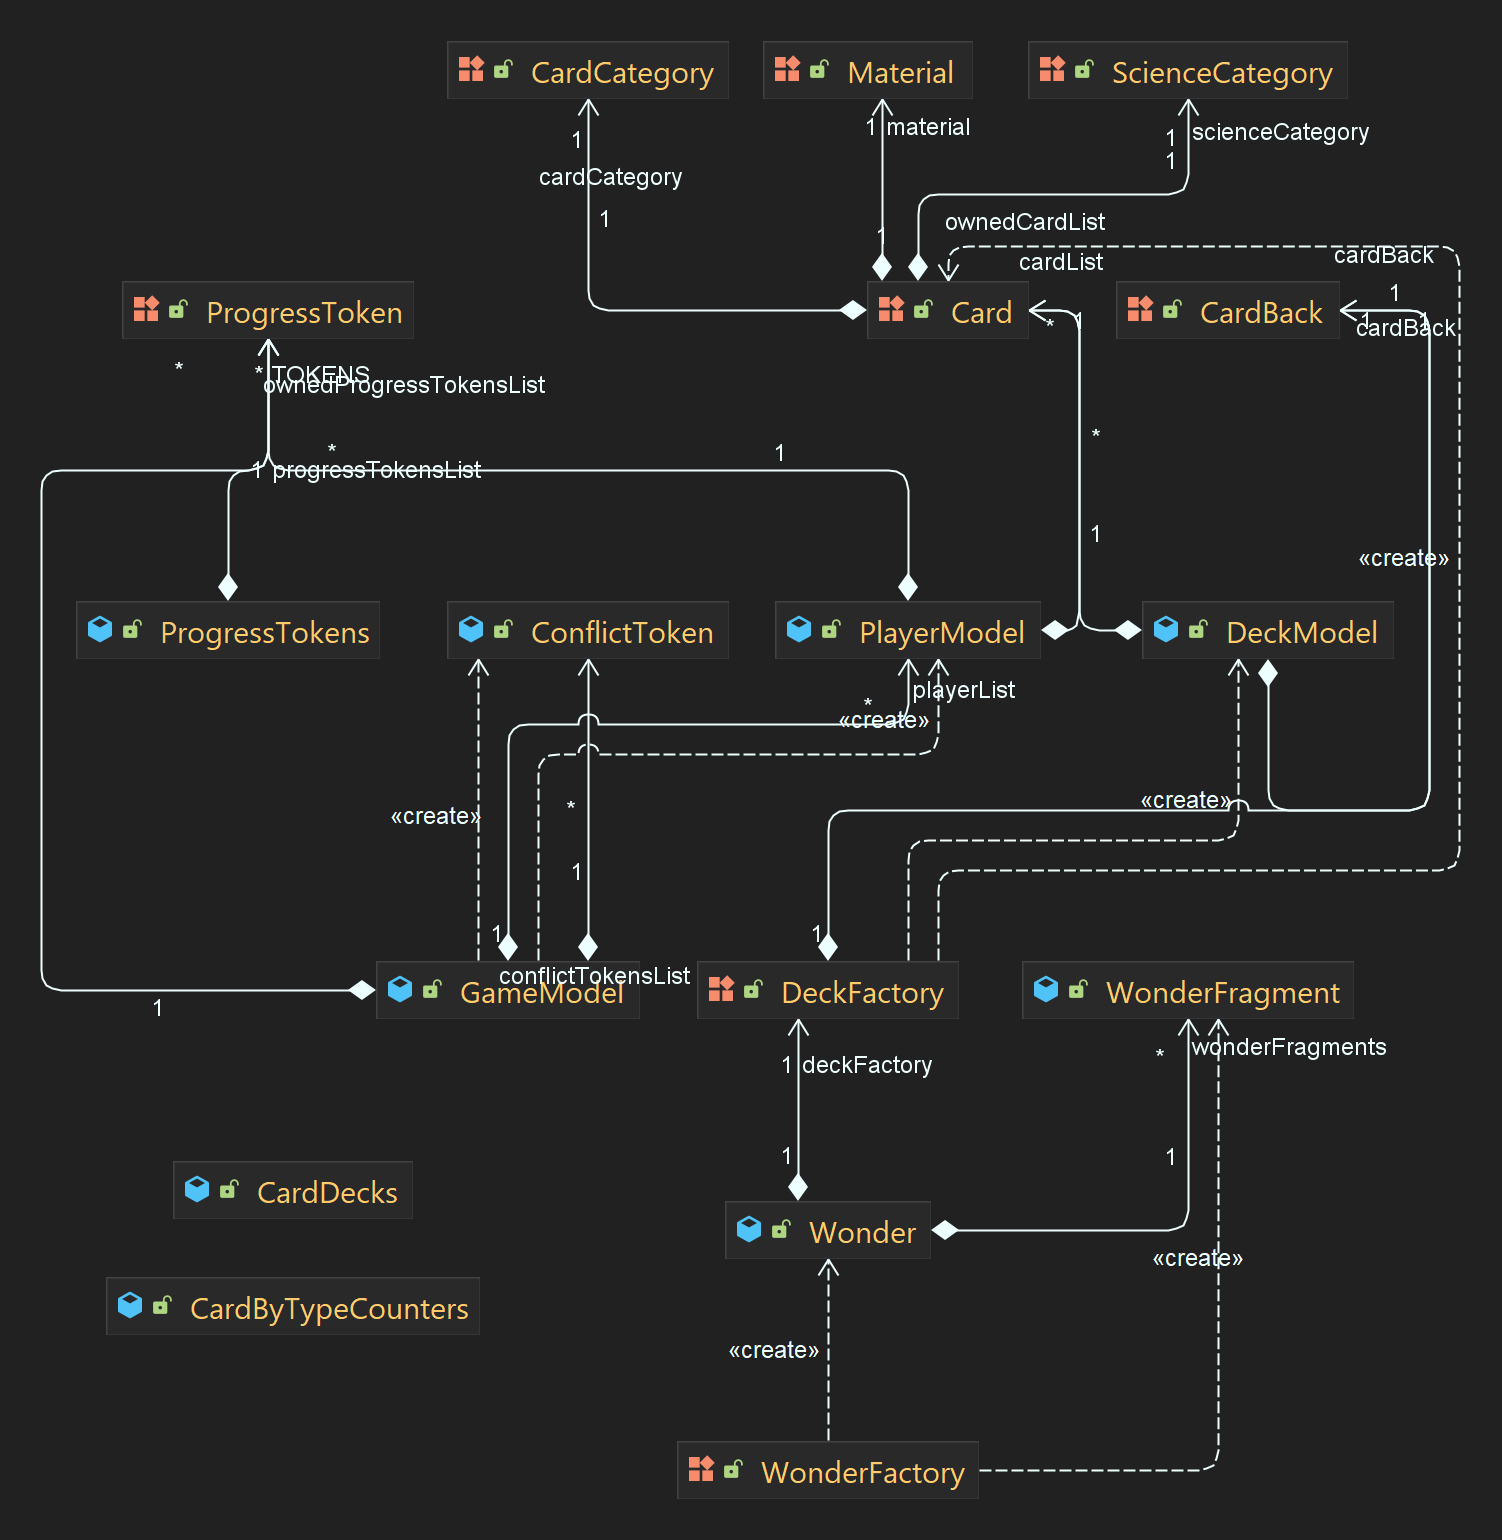 CardCategory
Material
ScienceCategory
1
material
1
scienceCategory
1
1
cardCategory
1
1
ownedCardList
cardList
cardBack
ProgressToken
Card
CardBack
1
*
1
1
1
cardBack
*
*
TOKENS
ownedProgressTokensList
*
1
*
1
progressTokensList
1
«create»
ProgressTokens
ConflictToken
PlayerModel
DeckModel
playerList
*
«create»
«create»
*
«create»
1
1
1
conflictTokensList
GameModel
DeckFactory
WonderFragment
1
wonderFragments
*
1
deckFactory
1
1
CardDecks
Wonder
«create»
CardByTypeCounters
«create»
WonderFactory